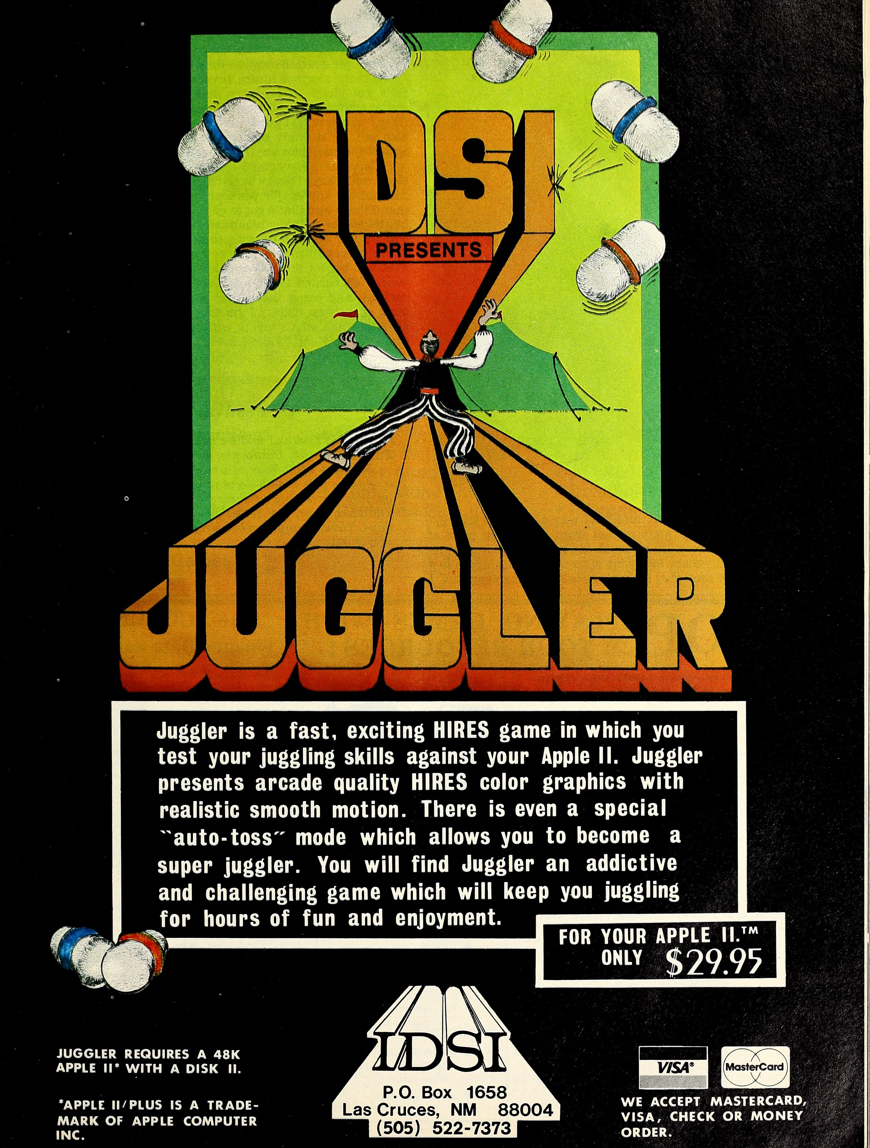 IDSI
PRESENTS
JUGGLER
Juggler is a fast, exciting HIRES game in which you
test your juggling skills against your Apple II. Juggler
presents arcade quality HIRES color graphics with
realistic smooth motion. There is even a special
"auto-toss" mode which allows you to become a
super juggler. You will find Juggler an addictive
and challenging game which will keep you juggling
for hours of fun and enjoyment.
FOR YOUR APPLE II.™
ONLY $29.95
JUGGLER REQUIRES A 48K
APPLE II* WITH A DISK II.
*APPLE II/PLUS IS A TRADE-
MARK OF APPLE COMPUTER
INC.
IDSI
P.O. Box 1658
Las Cruces, NM 88004
(505) 522-7373
VISA® MasterCard
WE ACCEPT MASTERCARD,
VISA, CHECK OR MONEY
ORDER.